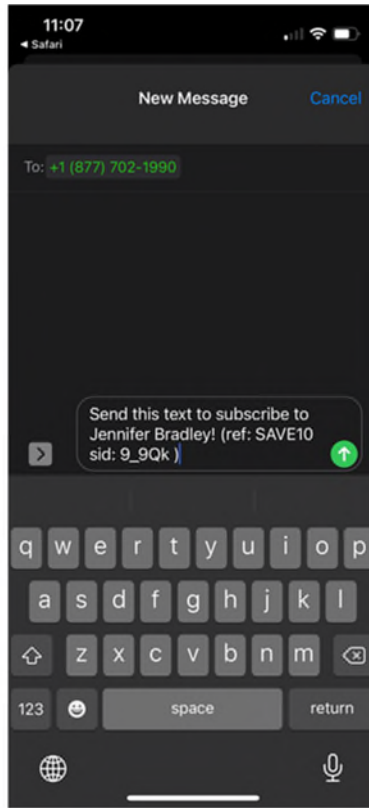 11:07
◀ Safari
New Message
Cancel
To: +1 (877) 702-1990
Send this text to subscribe to
Jennifer Bradley! (ref: SAVE10
sid: 9_9Qk )
q w e r t y u i o p
a s d f g h j k l
z x c v b n m
123
space
return